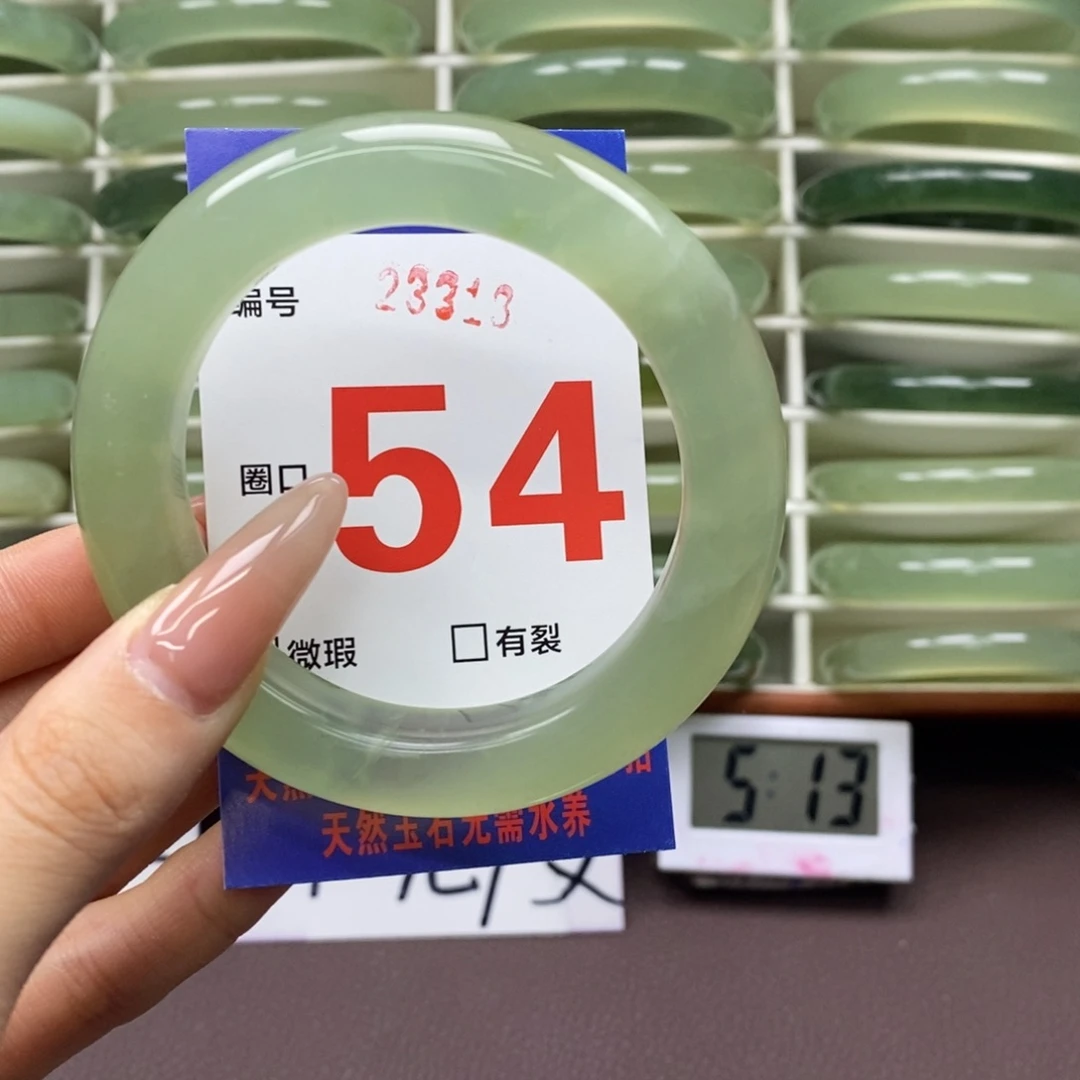 编号 23313
圈口 54
微瑕 □有裂
天然玉石无需水养
5:13